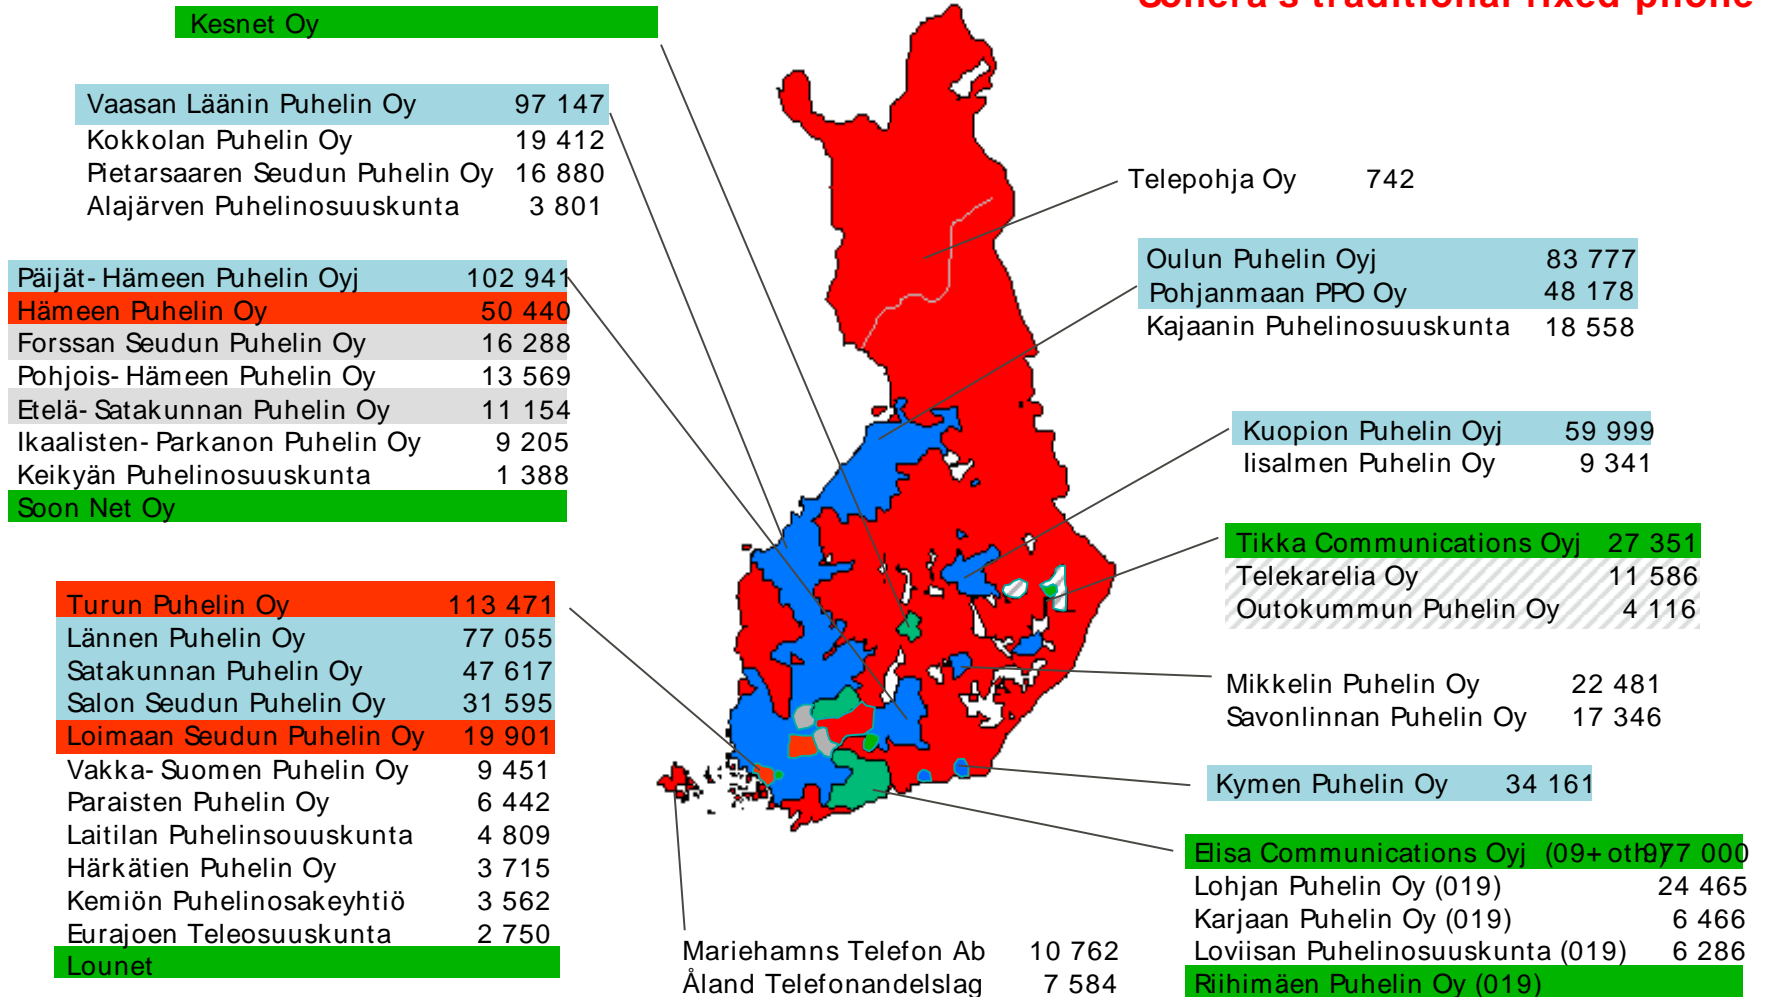 Sonera's traditional fixed phone
Kesnet Oy
Vaasan Läänin Puhelin Oy 97 147
Kokkolan Puhelin Oy 19 412
Pietarsaaren Seudun Puhelin Oy 16 880
Alajärven Puhelinosuuskunta 3 801
Päijät-Hämeen Puhelin Oyj 102 941
Hämeen Puhelin Oy 50 440
Forssan Seudun Puhelin Oy 16 288
Pohjois-Hämeen Puhelin Oy 13 569
Etelä-Satakunnan Puhelin Oy 11 154
Ikaalisten-Parkanon Puhelin Oy 9 205
Keikyän Puhelinosuuskunta 1 388
Soon Net Oy
Turun Puhelin Oy 113 471
Lännen Puhelin Oy 77 055
Satakunnan Puhelin Oy 47 617
Salon Seudun Puhelin Oy 31 595
Loimaan Seudun Puhelin Oy 19 901
Vakka-Suomen Puhelin Oy 9 451
Paraisten Puhelin Oy 6 442
Laitilan Puhelinsouuskunta 4 809
Härkätien Puhelin Oy 3 715
Kemiön Puhelinosakeyhtiö 3 562
Eurajoen Teleosuuskunta 2 750
Lounet
Mariehamns Telefon Ab 10 762
Åland Telefonandelslag 7 584
Telepohja Oy 742
Oulun Puhelin Oyj 83 777
Pohjanmaan PPO Oy 48 178
Kajaanin Puhelinosuuskunta 18 558
Kuopion Puhelin Oyj 59 999
Iisalmen Puhelin Oy 9 341
Tikka Communications Oyj 27 351
Telekarelia Oy 11 586
Outokummun Puhelin Oy 4 116
Mikkelin Puhelin Oy 22 481
Savonlinnan Puhelin Oy 17 346
Kymen Puhelin Oy 34 161
Elisa Communications Oyj (09+oth) 977 000
Lohjan Puhelin Oy (019) 24 465
Karjaan Puhelin Oy (019) 6 466
Loviisan Puhelinosuuskunta (019) 6 286
Riihimäen Puhelin Oy (019)